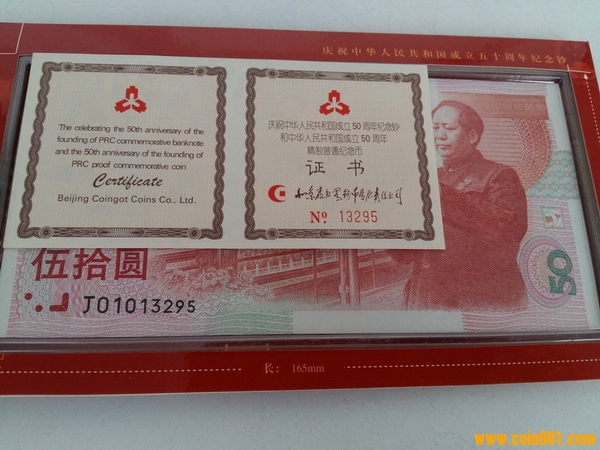 庆祝中华人民共和国成立五十周年纪念钞
The celebrating the 50th anniversary of the
founding of PRC commemorative banknote
and the 50th anniversary of the founding of
PRC proof commemorative coin
Certificate
Beijing Coingot Coins Co., Ltd.
庆祝中华人民共和国成立50周年纪念钞
和中华人民共和国成立50周年
精制普通纪念币
证书
№ 13295
伍拾圆
J01013295
50
长: 165mm
www.coin001.com